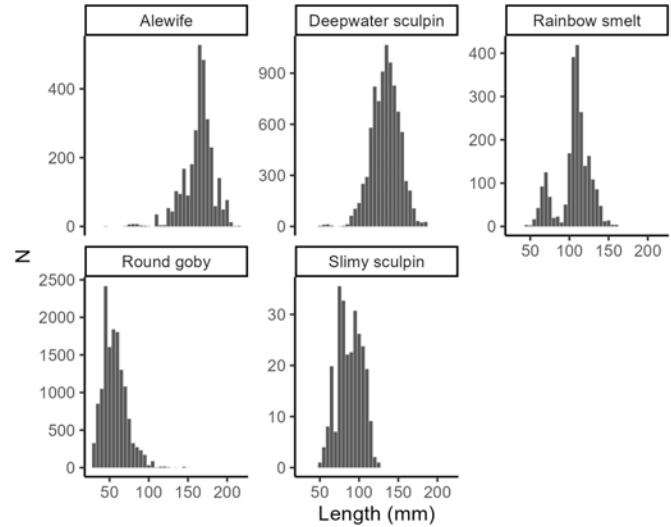 Alewife
Deepwater sculpin
Rainbow smelt
400
200
0
900
600
300
0
400
300
200
100
0
50 100 150 200
N
Round goby
Slimy sculpin
2500
2000
1500
1000
500
0
30
20
10
0
50 100 150 200
50 100 150 200
Length (mm)